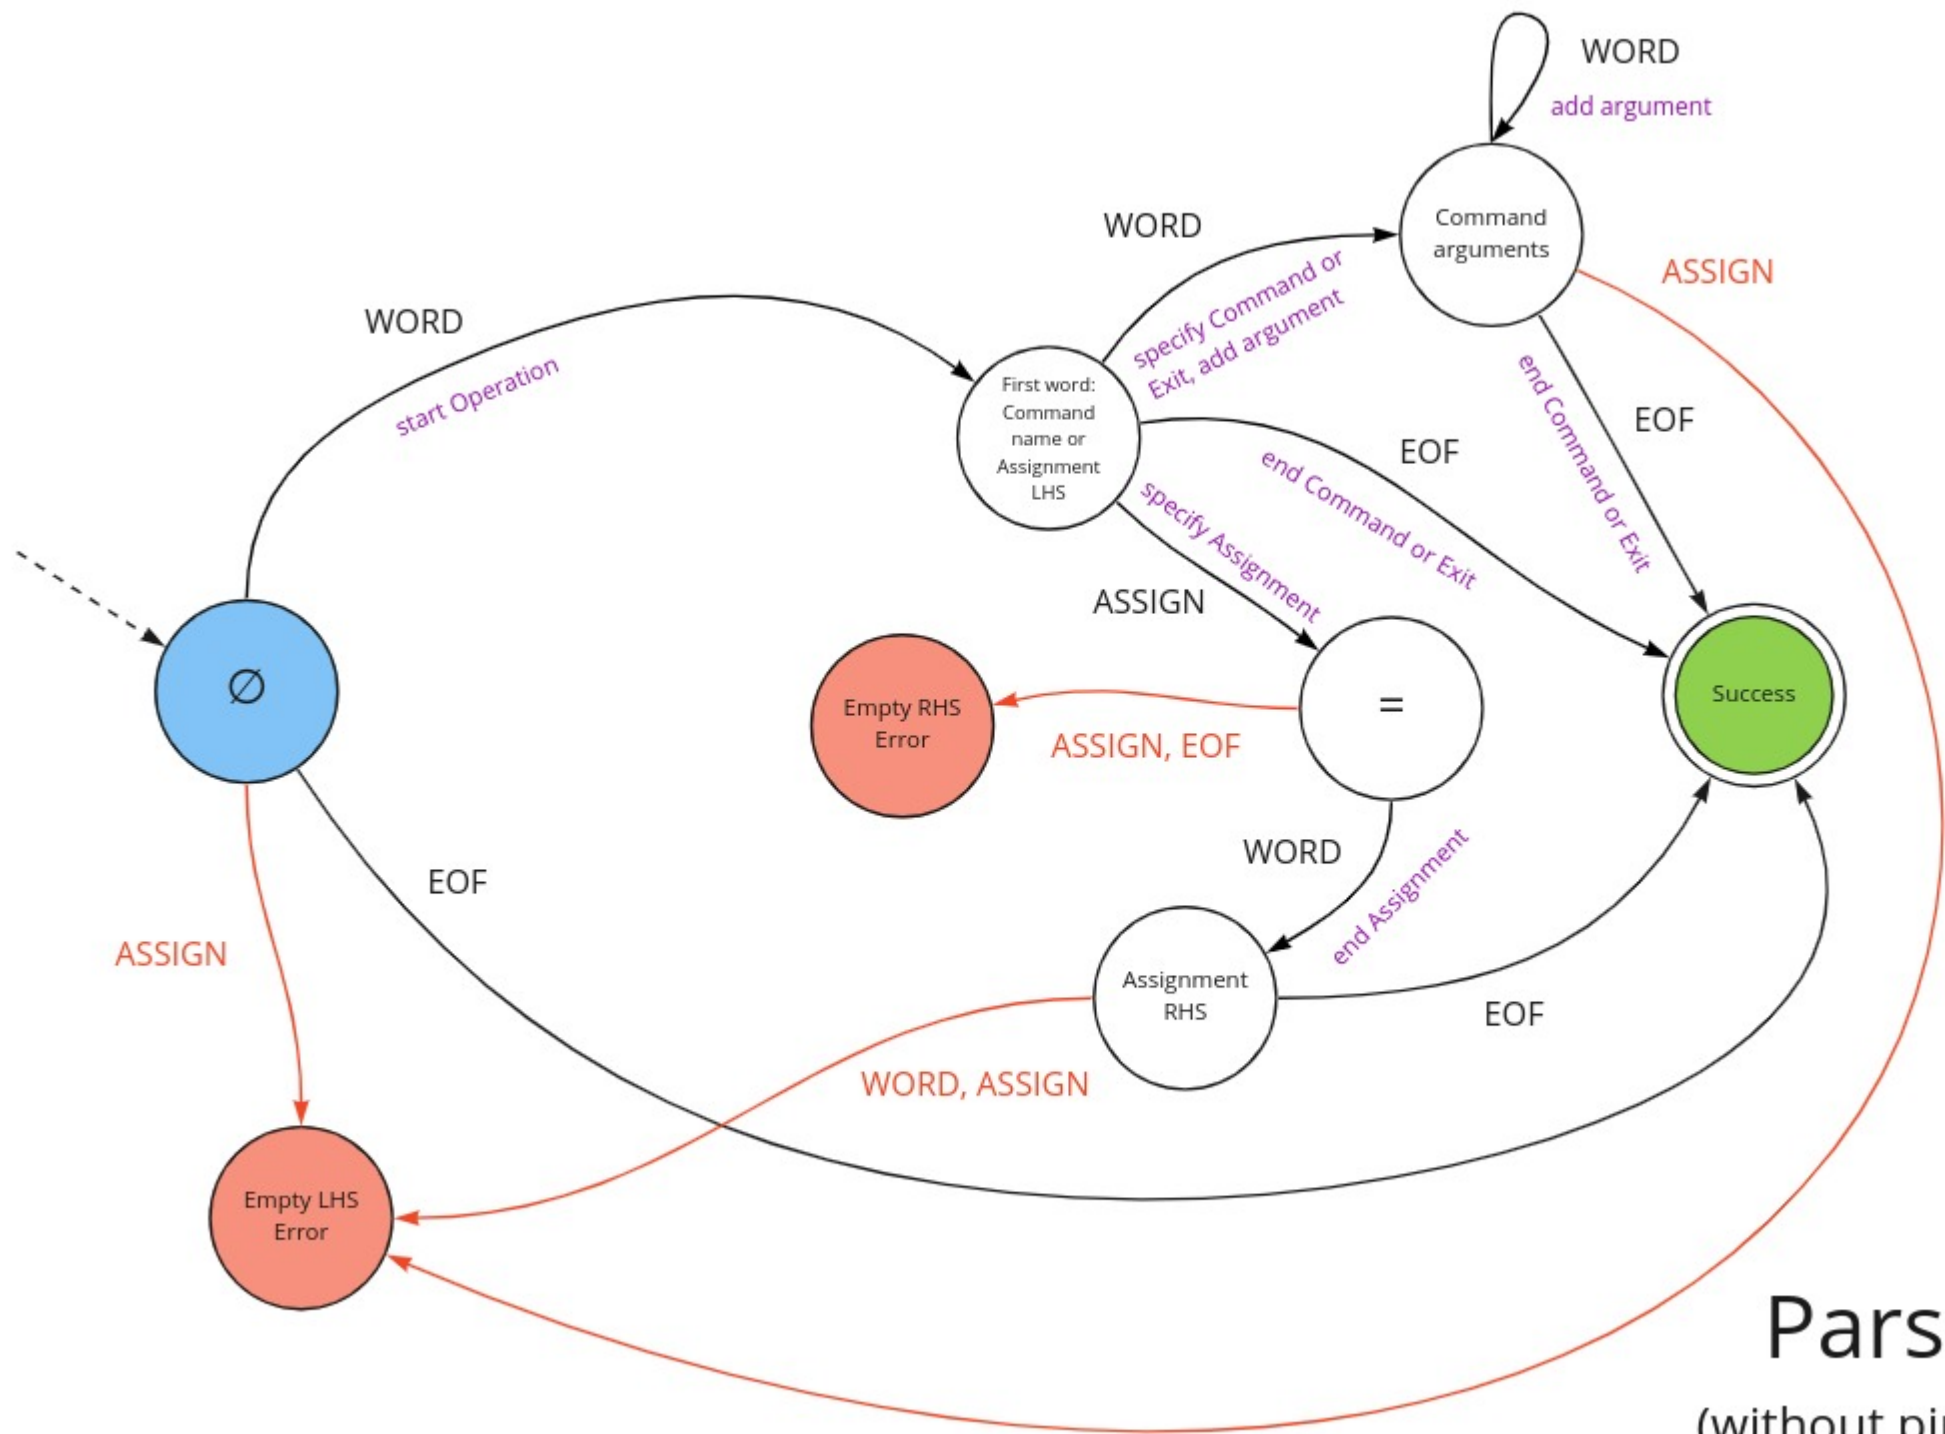 WORD
add argument
Command
arguments
WORD
specify Command or
Exit, add argument
ASSIGN
WORD
start Operation
First word:
Command
name or
Assignment
LHS
EOF
end Command or Exit
EOF
end Command or Exit
specify Assignment
ASSIGN
∅
Empty RHS
Error
=
Success
ASSIGN, EOF
WORD
end Assignment
EOF
ASSIGN
Assignment
RHS
EOF
WORD, ASSIGN
Empty LHS
Error
Pars
(without pi